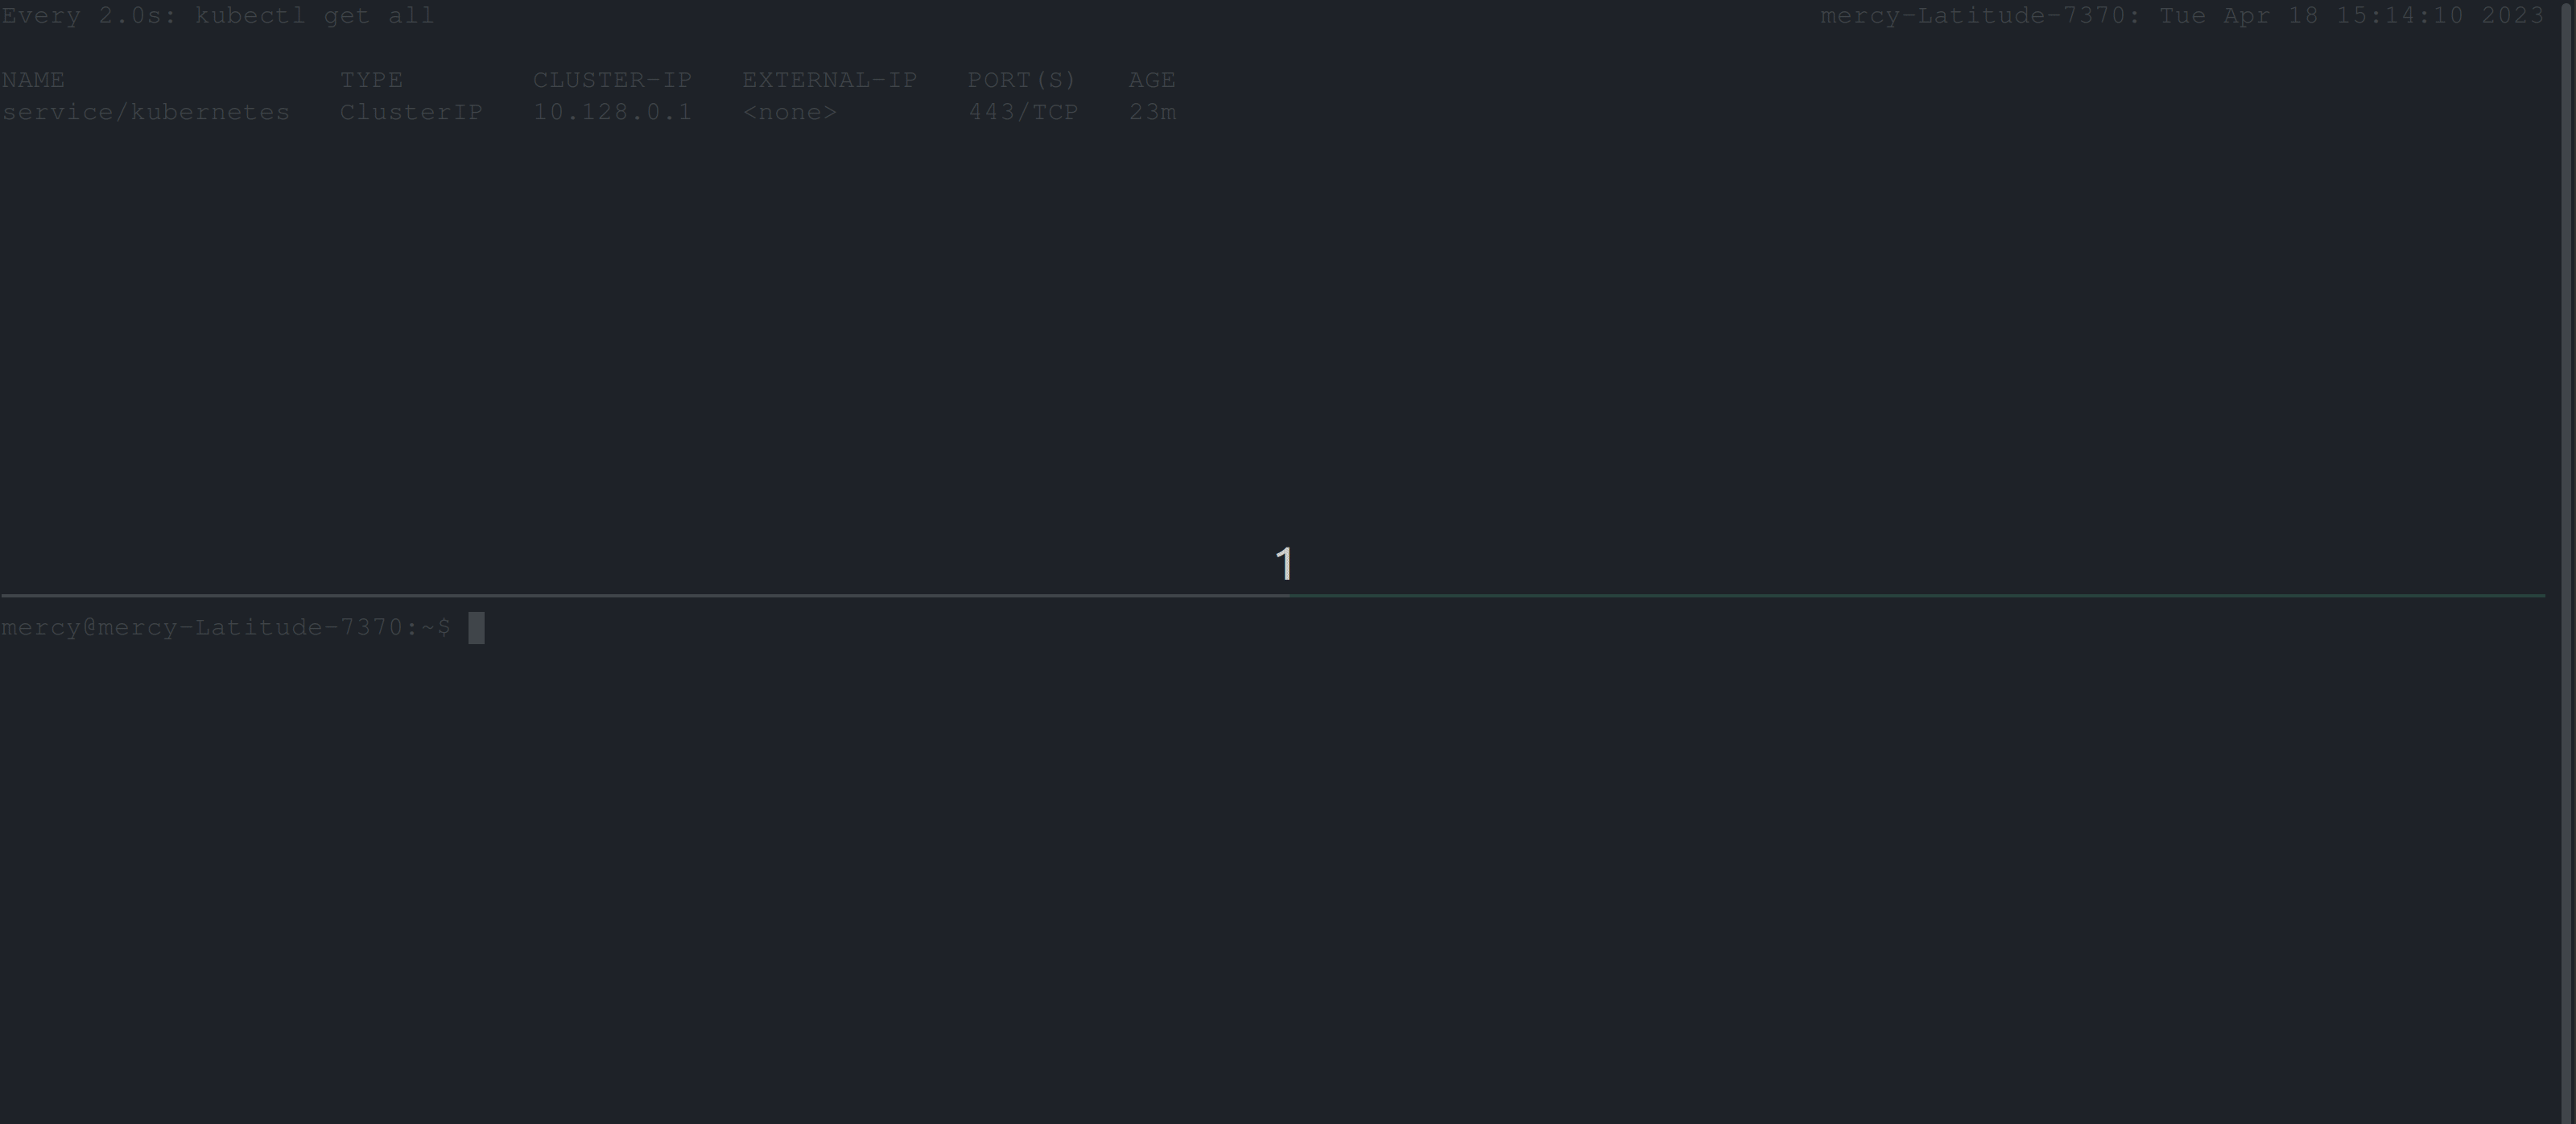 Every 2.0s: kubectl get all mercy-Latitude-7370: Tue Apr 18 15:14:10 2023
NAME TYPE CLUSTER-IP EXTERNAL-IP PORT(S) AGE
service/kubernetes ClusterIP 10.128.0.1 <none> 443/TCP 23m
1
mercy@mercy-Latitude-7370:~$